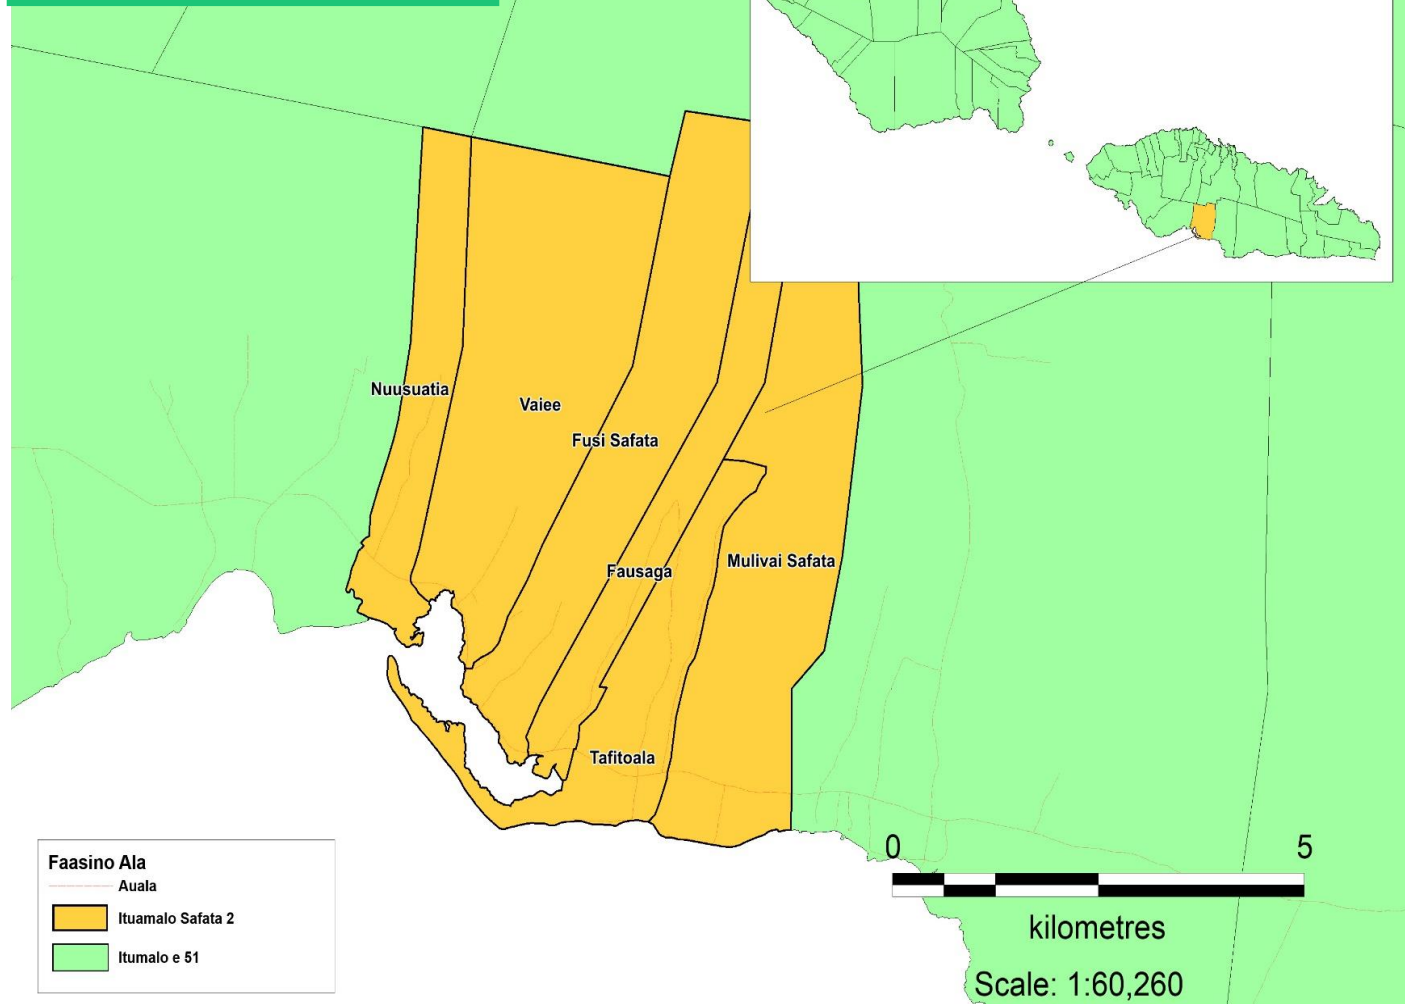 Nuusuatia
Vaiee
Fusi Safata
Fausaga
Mulivai Safata
Tafitoala
Faasino Ala
Auala
Ituamalo Safata 2
Itumalo e 51
0 5
kilometres
Scale: 1:60,260